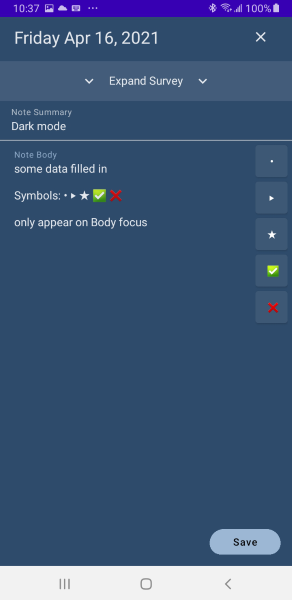 10:37 100%
Friday Apr 16, 2021
Expand Survey
Note Summary
Dark mode
Note Body
some data filled in
Symbols: • ▸ ★ ✅ ❌
only appear on Body focus
•
▸
★
✅
❌
Save